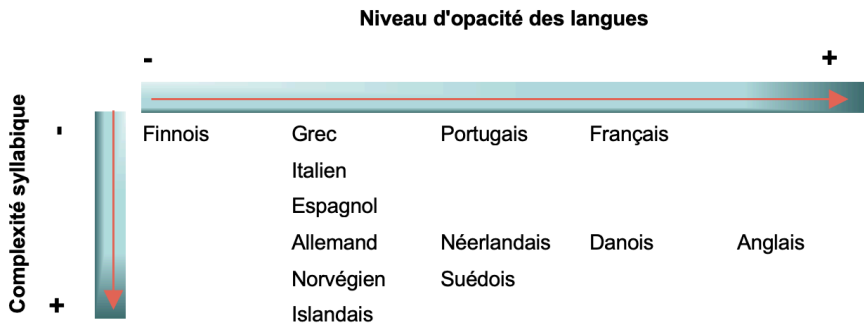 Niveau d'opacité des langues
- +
Complexité syllabique
-
+
Finnois Grec Portugais Français
Italien
Espagnol
Allemand Néerlandais Danois Anglais
Norvégien Suédois
Islandais